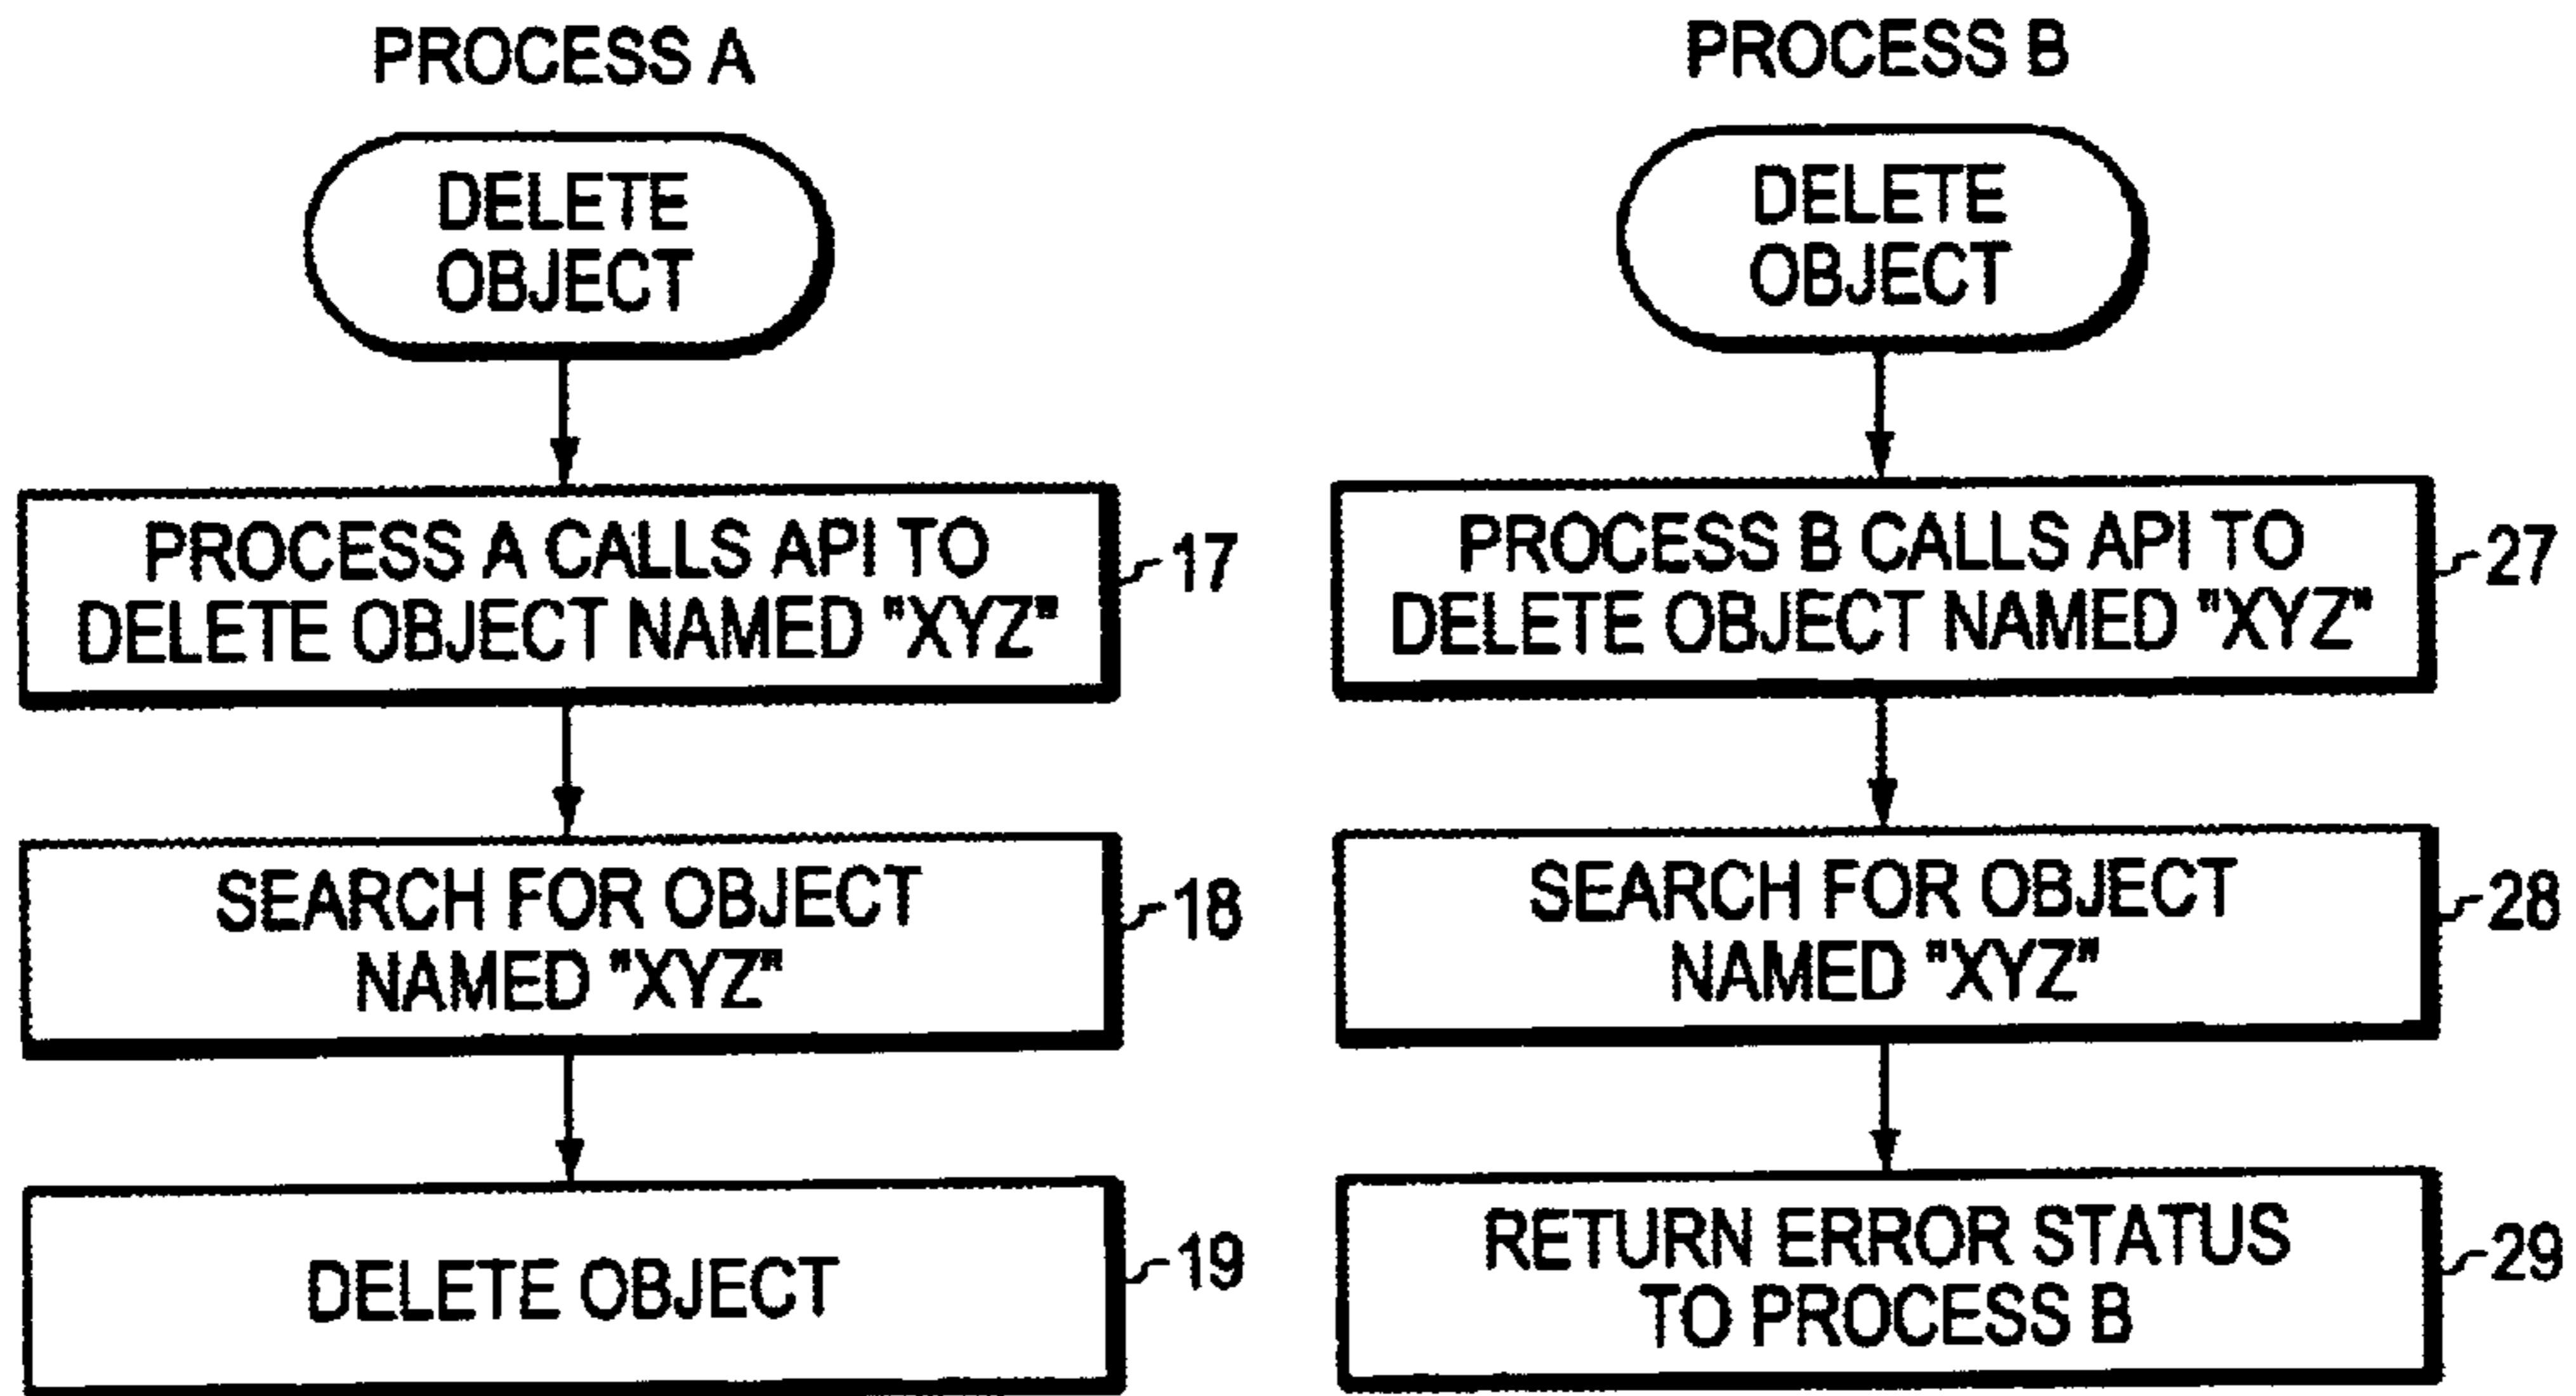 PROCESS A
DELETE
OBJECT
PROCESS A CALLS API TO
DELETE OBJECT NAMED "XYZ"
17
SEARCH FOR OBJECT
NAMED "XYZ"
18
DELETE OBJECT
19
PROCESS B
DELETE
OBJECT
PROCESS B CALLS API TO
DELETE OBJECT NAMED "XYZ"
27
SEARCH FOR OBJECT
NAMED "XYZ"
28
RETURN ERROR STATUS
TO PROCESS B
29